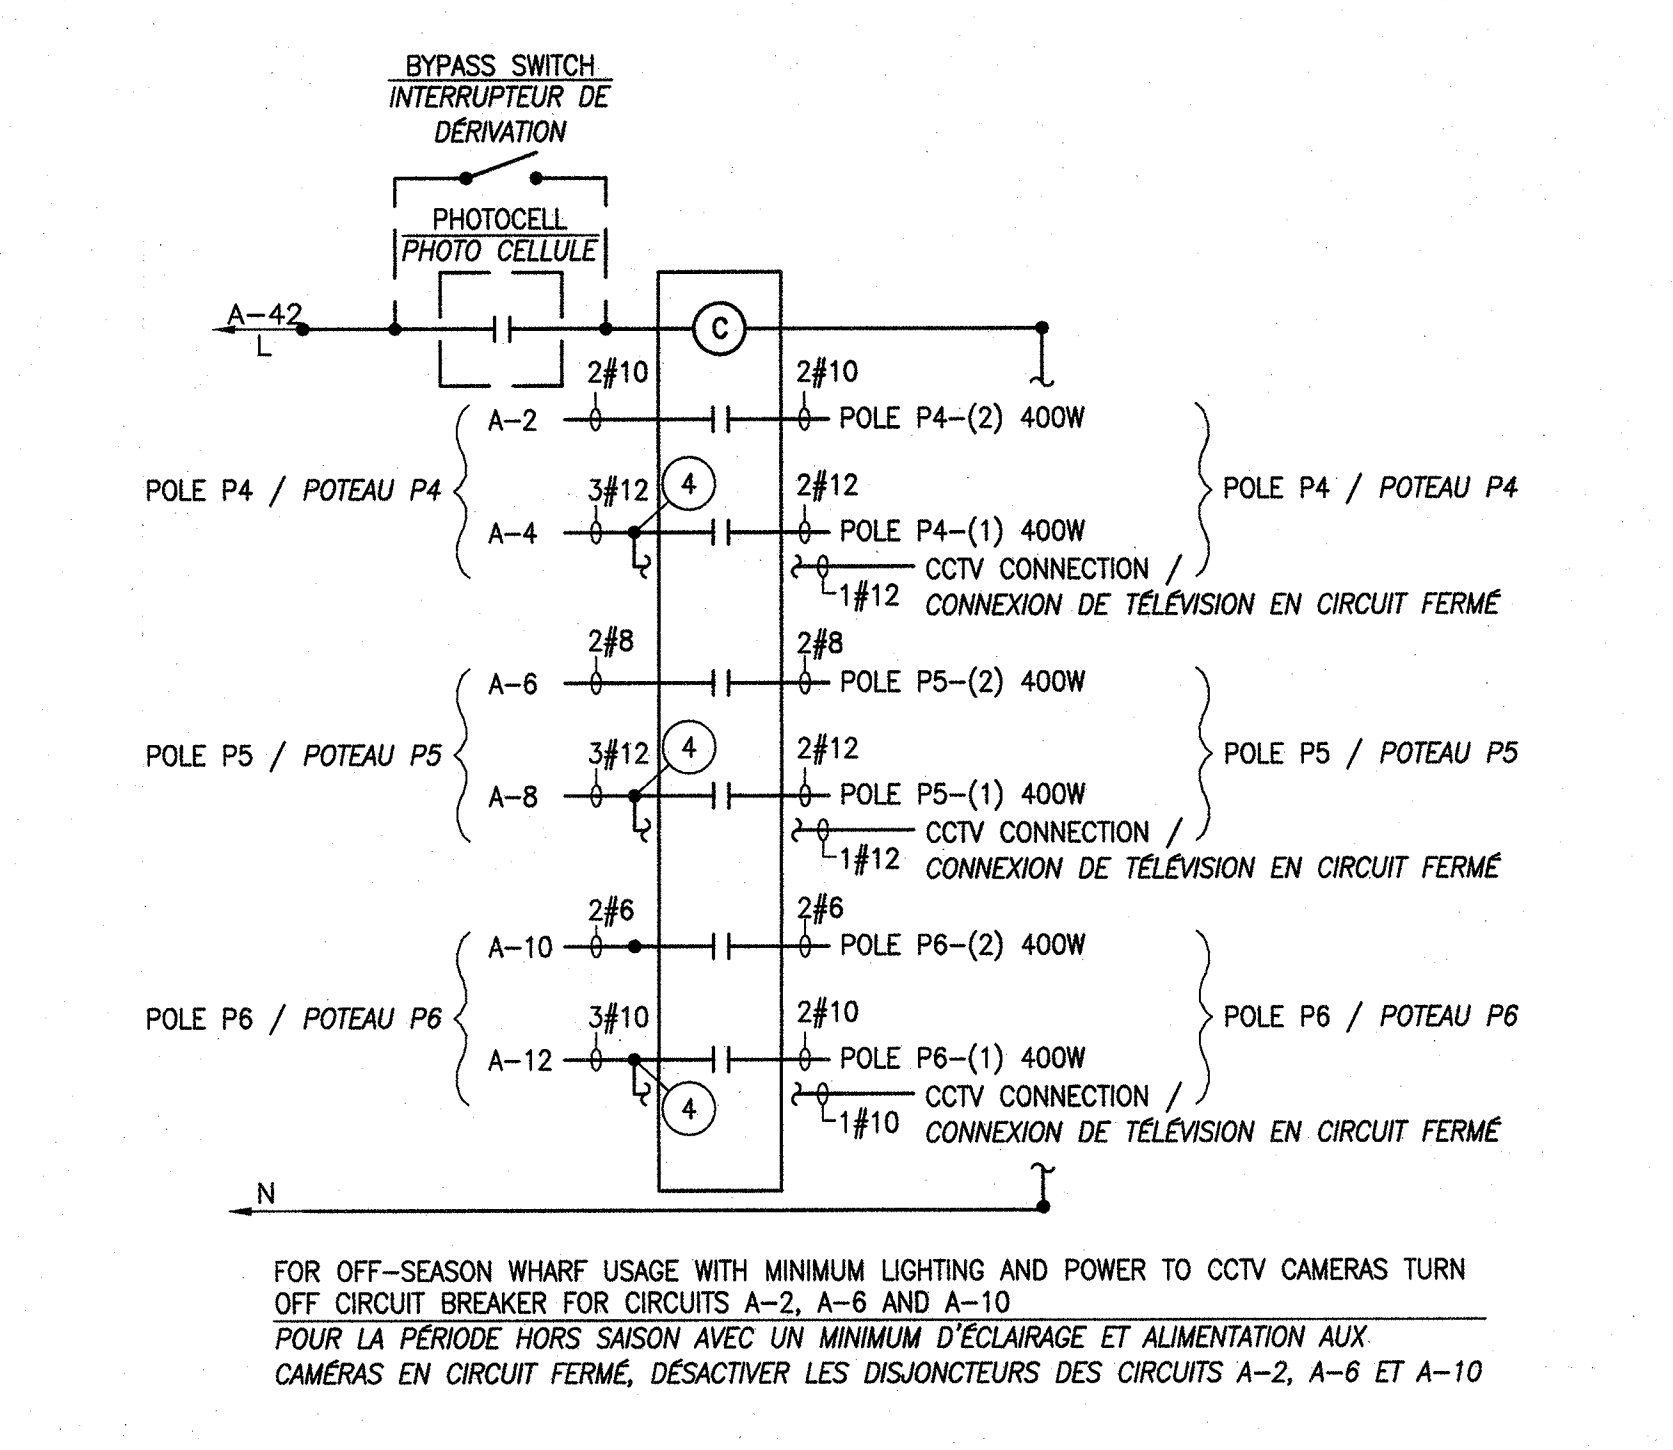 BYPASS SWITCH
INTERRUPTEUR DE
DÉRIVATION
PHOTOCELL
PHOTO CELLULE
A-42
L
C
2#10
2#10
A-2
POLE P4-(2) 400W
POLE P4 / POTEAU P4
3#12
4
2#12
POLE P4 / POTEAU P4
A-4
POLE P4-(1) 400W
CCTV CONNECTION /
1#12
CONNEXION DE TÉLÉVISION EN CIRCUIT FERMÉ
2#8
2#8
A-6
POLE P5-(2) 400W
POLE P5 / POTEAU P5
3#12
4
2#12
POLE P5 / POTEAU P5
A-8
POLE P5-(1) 400W
CCTV CONNECTION /
1#12
CONNEXION DE TÉLÉVISION EN CIRCUIT FERMÉ
2#6
2#6
A-10
POLE P6-(2) 400W
POLE P6 / POTEAU P6
3#10
2#10
POLE P6 / POTEAU P6
A-12
POLE P6-(1) 400W
4
CCTV CONNECTION /
1#10
CONNEXION DE TÉLÉVISION EN CIRCUIT FERMÉ
N
FOR OFF-SEASON WHARF USAGE WITH MINIMUM LIGHTING AND POWER TO CCTV CAMERAS TURN
OFF CIRCUIT BREAKER FOR CIRCUITS A-2, A-6 AND A-10
POUR LA PÉRIODE HORS SAISON AVEC UN MINIMUM D'ÉCLAIRAGE ET ALIMENTATION AUX
CAMÉRAS EN CIRCUIT FERMÉ, DÉSACTIVER LES DISJONCTEURS DES CIRCUITS A-2, A-6 ET A-10